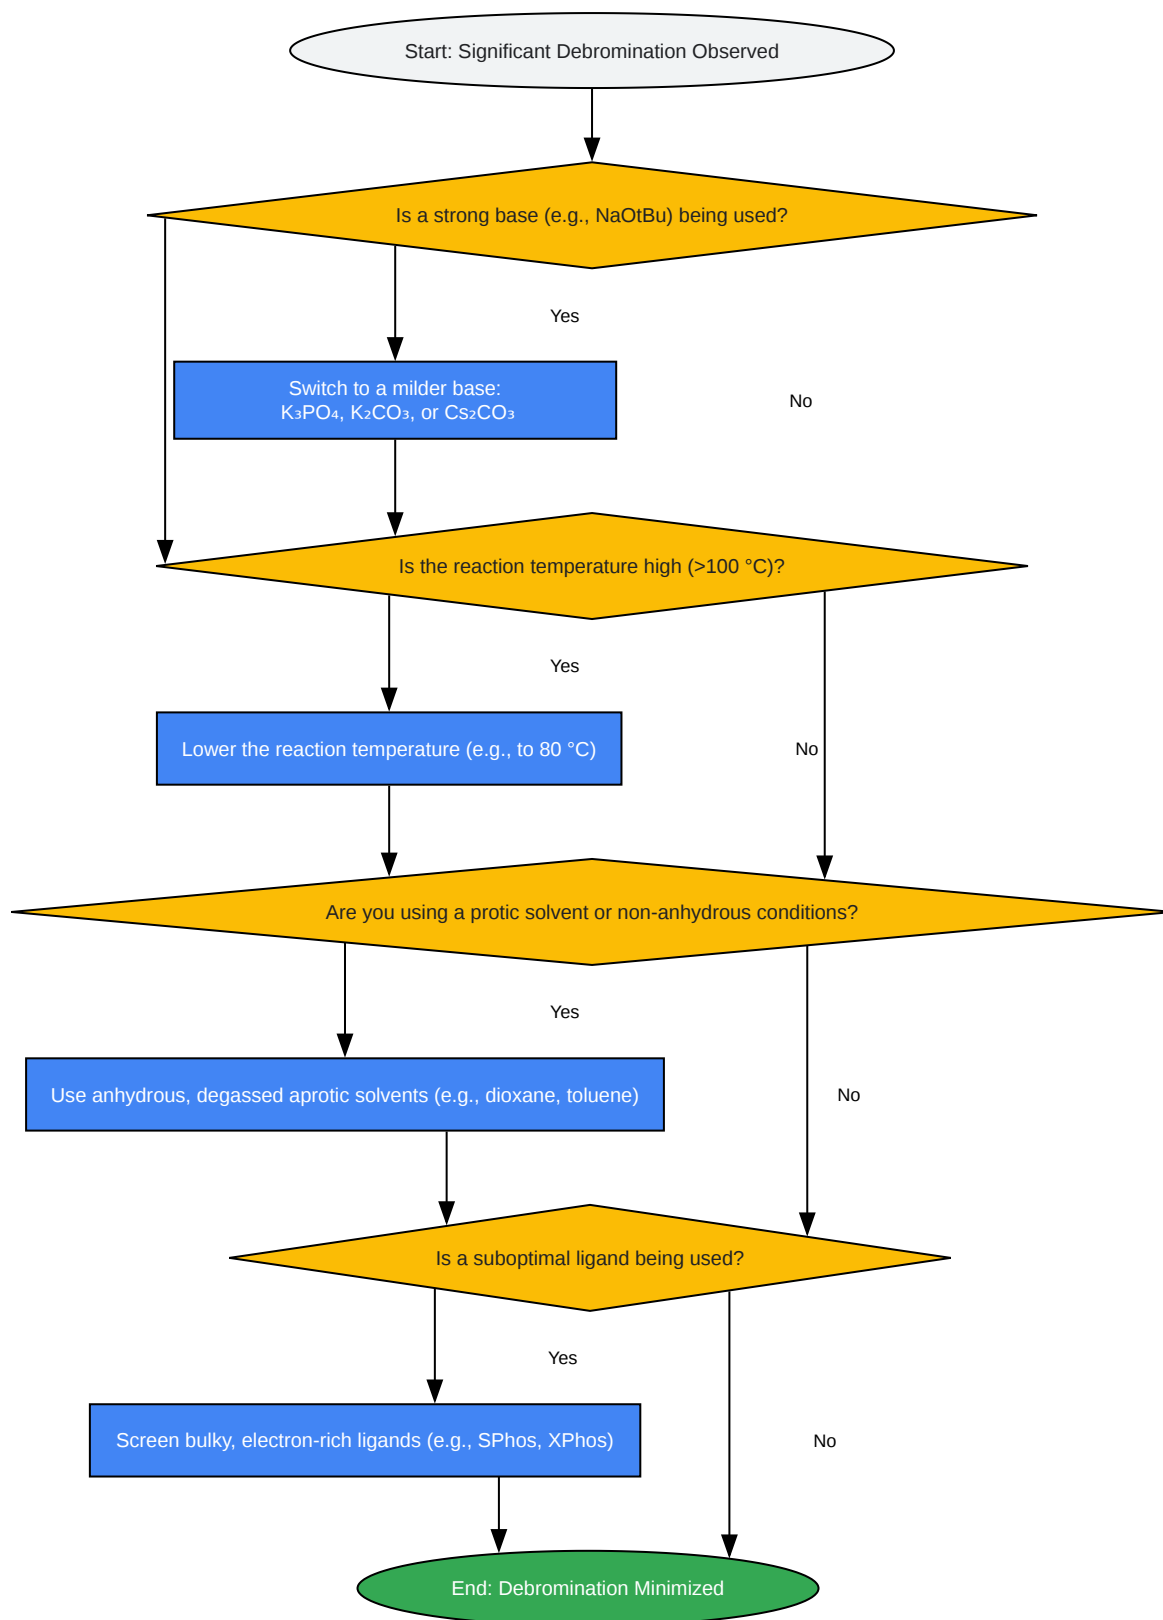 Start: Significant Debromination Observed
Is a strong base (e.g., NaOtBu) being used?
Yes
Switch to a milder base:
K₃PO₄, K₂CO₃, or Cs₂CO₃
No
Is the reaction temperature high (>100 °C)?
Yes
Lower the reaction temperature (e.g., to 80 °C)
No
Are you using a protic solvent or non-anhydrous conditions?
Yes
Use anhydrous, degassed aprotic solvents (e.g., dioxane, toluene)
No
Is a suboptimal ligand being used?
Yes
Screen bulky, electron-rich ligands (e.g., SPhos, XPhos)
No
End: Debromination Minimized